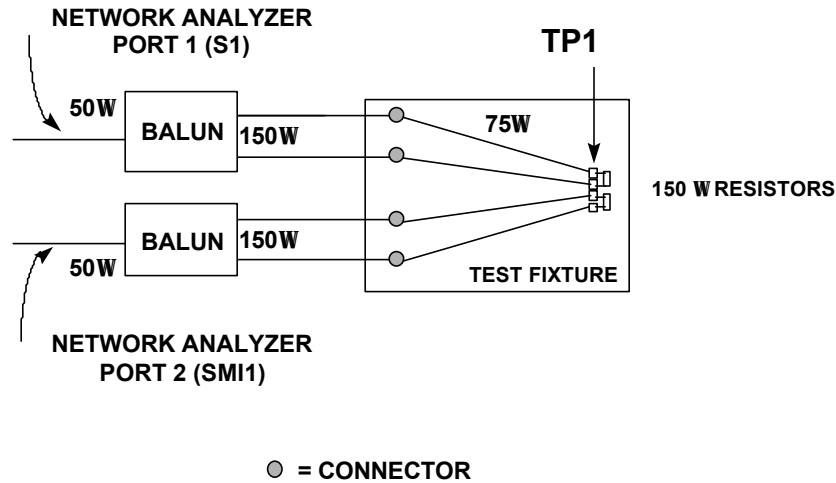 NETWORK ANALYZER
PORT 1 (S1)
TP1
50W
BALUN
150W
75W
150 W RESISTORS
BALUN
150W
50W
TEST FIXTURE
NETWORK ANALYZER
PORT 2 (SMI1)
= CONNECTOR